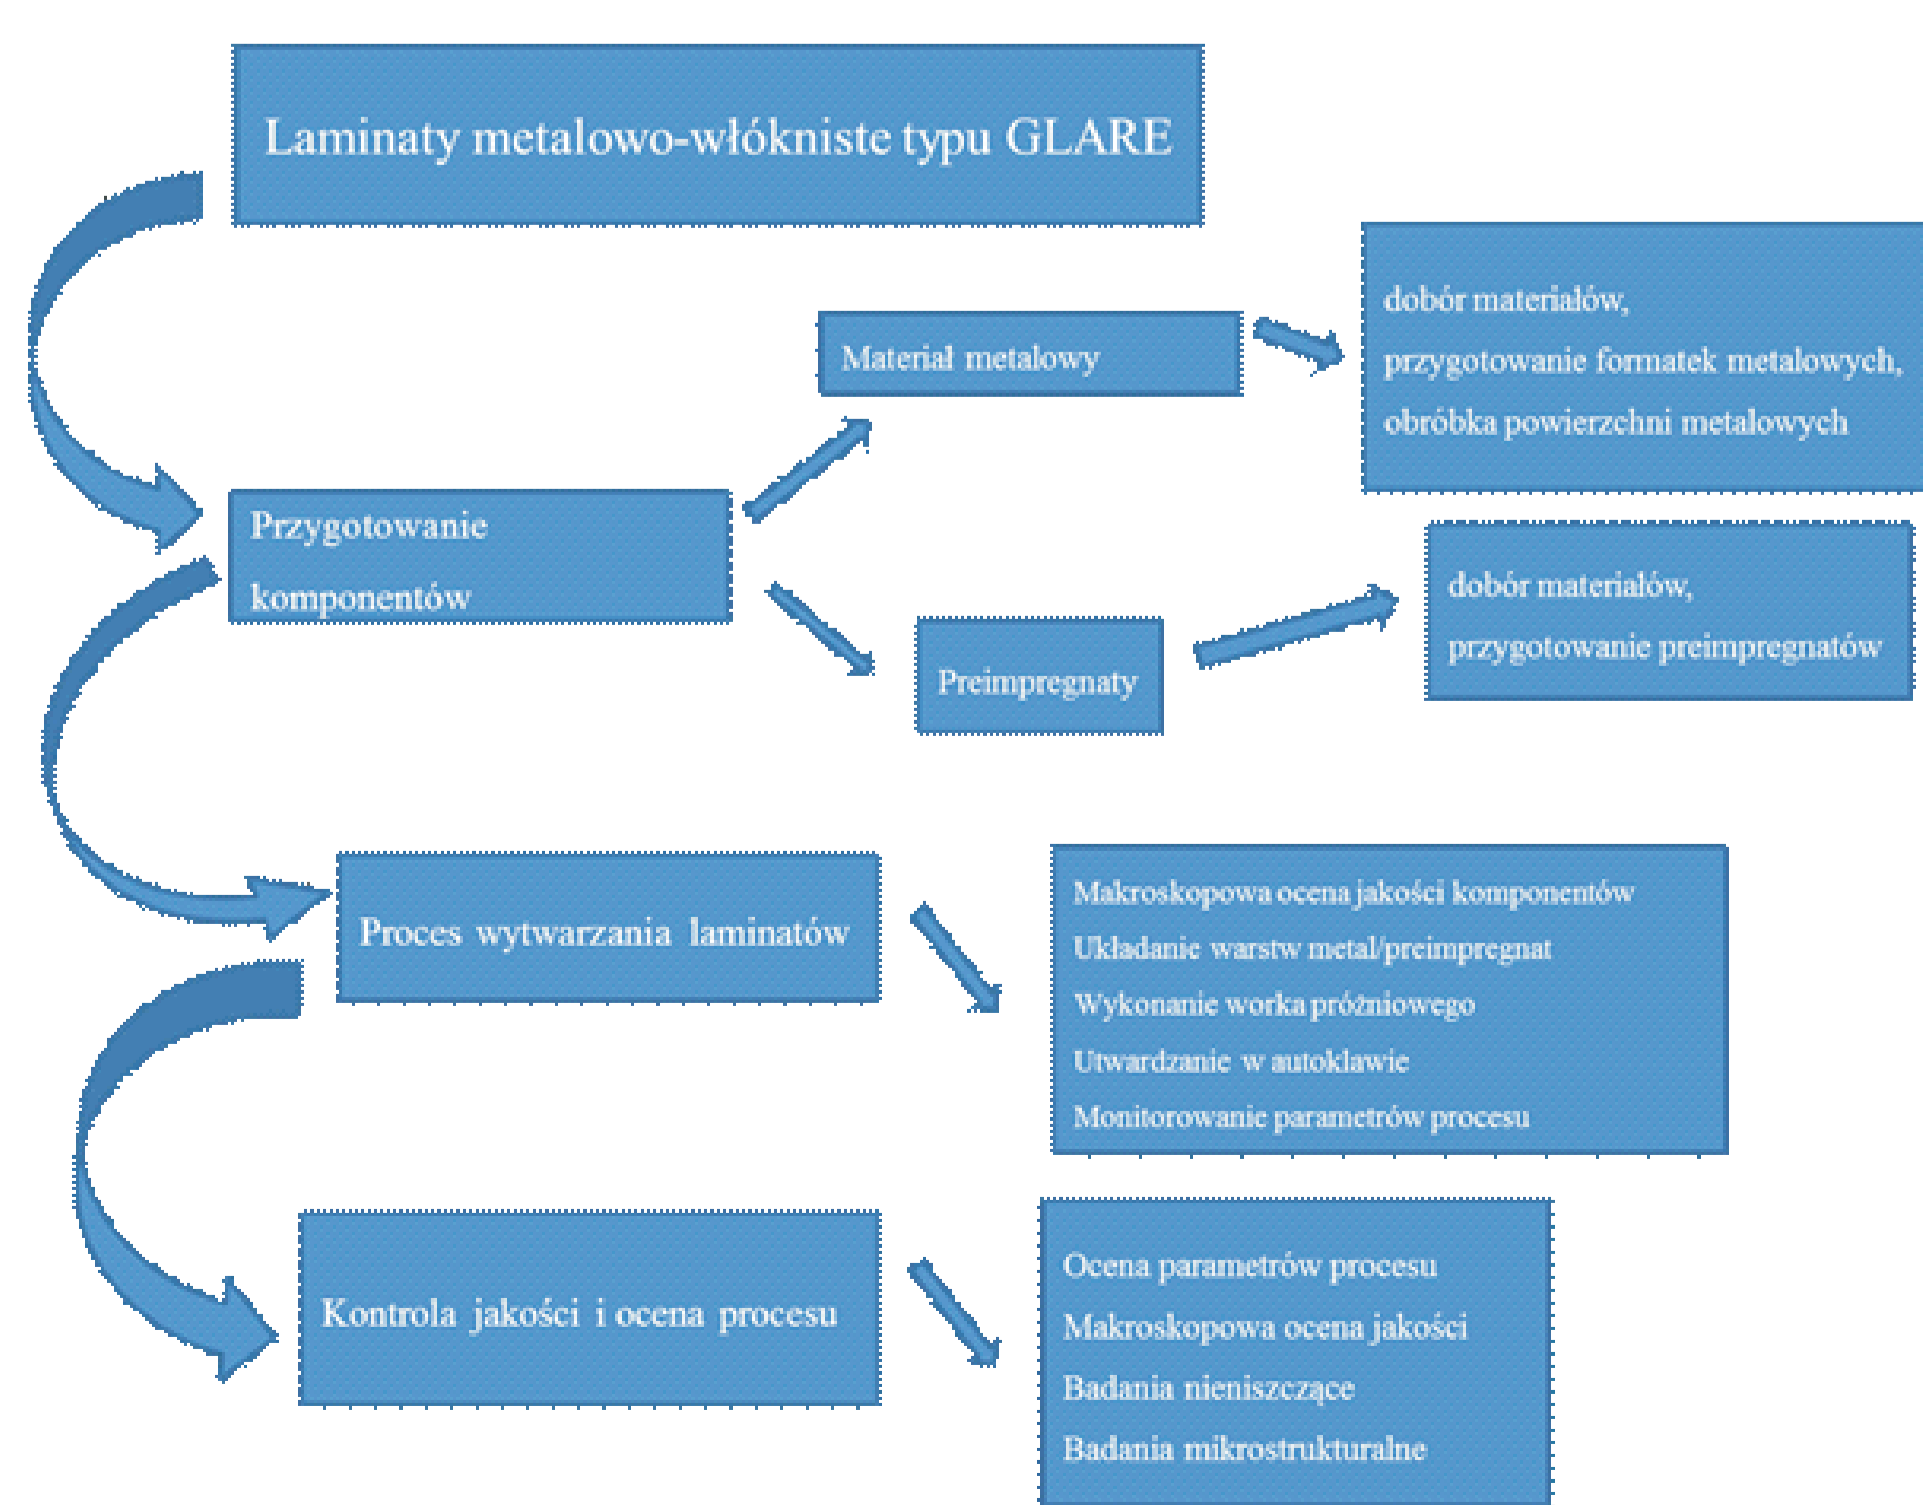 Laminaty metalowo-włókniste typu GLARE
Materiał metalowy
dobór materiałów,
przygotowanie formatek metalowych,
obróbka powierzchni metalowych
Przygotowanie
komponentów
Preimpregnaty
dobór materiałów,
przygotowanie preimpregnatów
Proces wytwarzania laminatów
Makroskopowa ocena jakości komponentów
Układanie warstw metal/preimpregnat
Wykonanie worka próżniowego
Utwardzanie w autoklawie
Monitorowanie parametrów procesu
Kontrola jakości i ocena procesu
Ocena parametrów procesu
Makroskopowa ocena jakości
Badania nieniszczące
Badania mikrostrukturalne